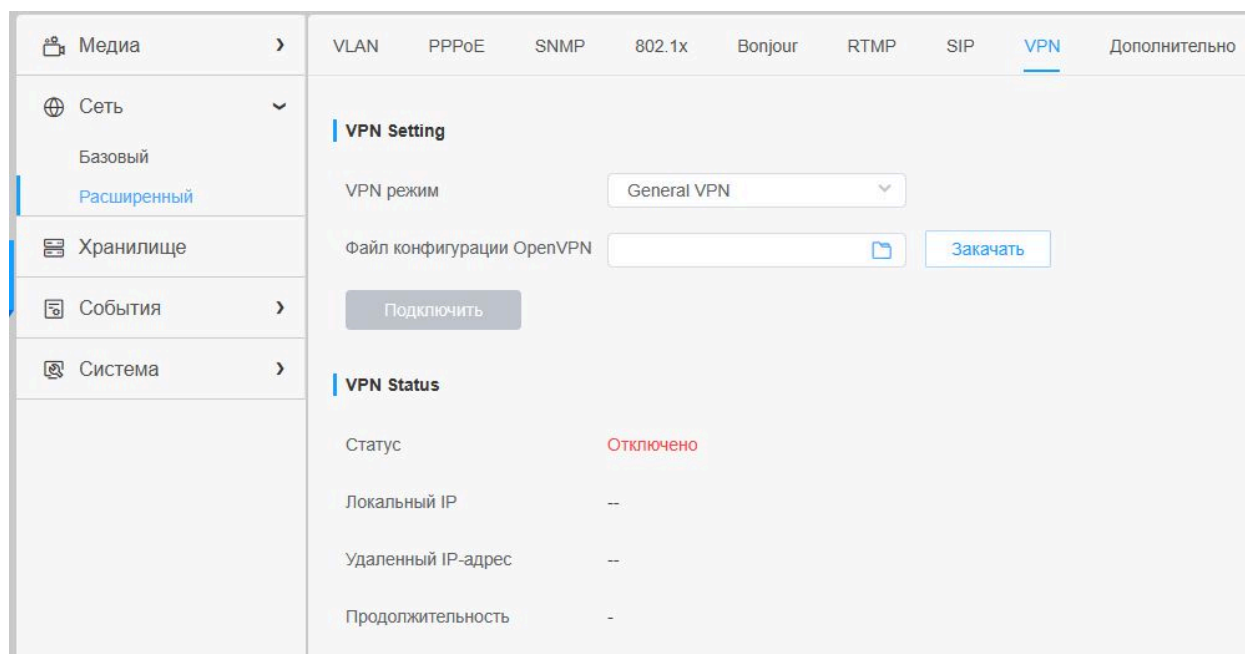 Медиа
Сеть
Базовый
Расширенный
Хранилище
События
Система
VLAN PPPoE SNMP 802.1x Bonjour RTMP SIP VPN Дополнительно
VPN Setting
VPN режим General VPN
Файл конфигурации OpenVPN Закачать
Подключить
VPN Status
Статус Отключено
Локальный IP --
Удаленный IP-адрес --
Продолжительность -